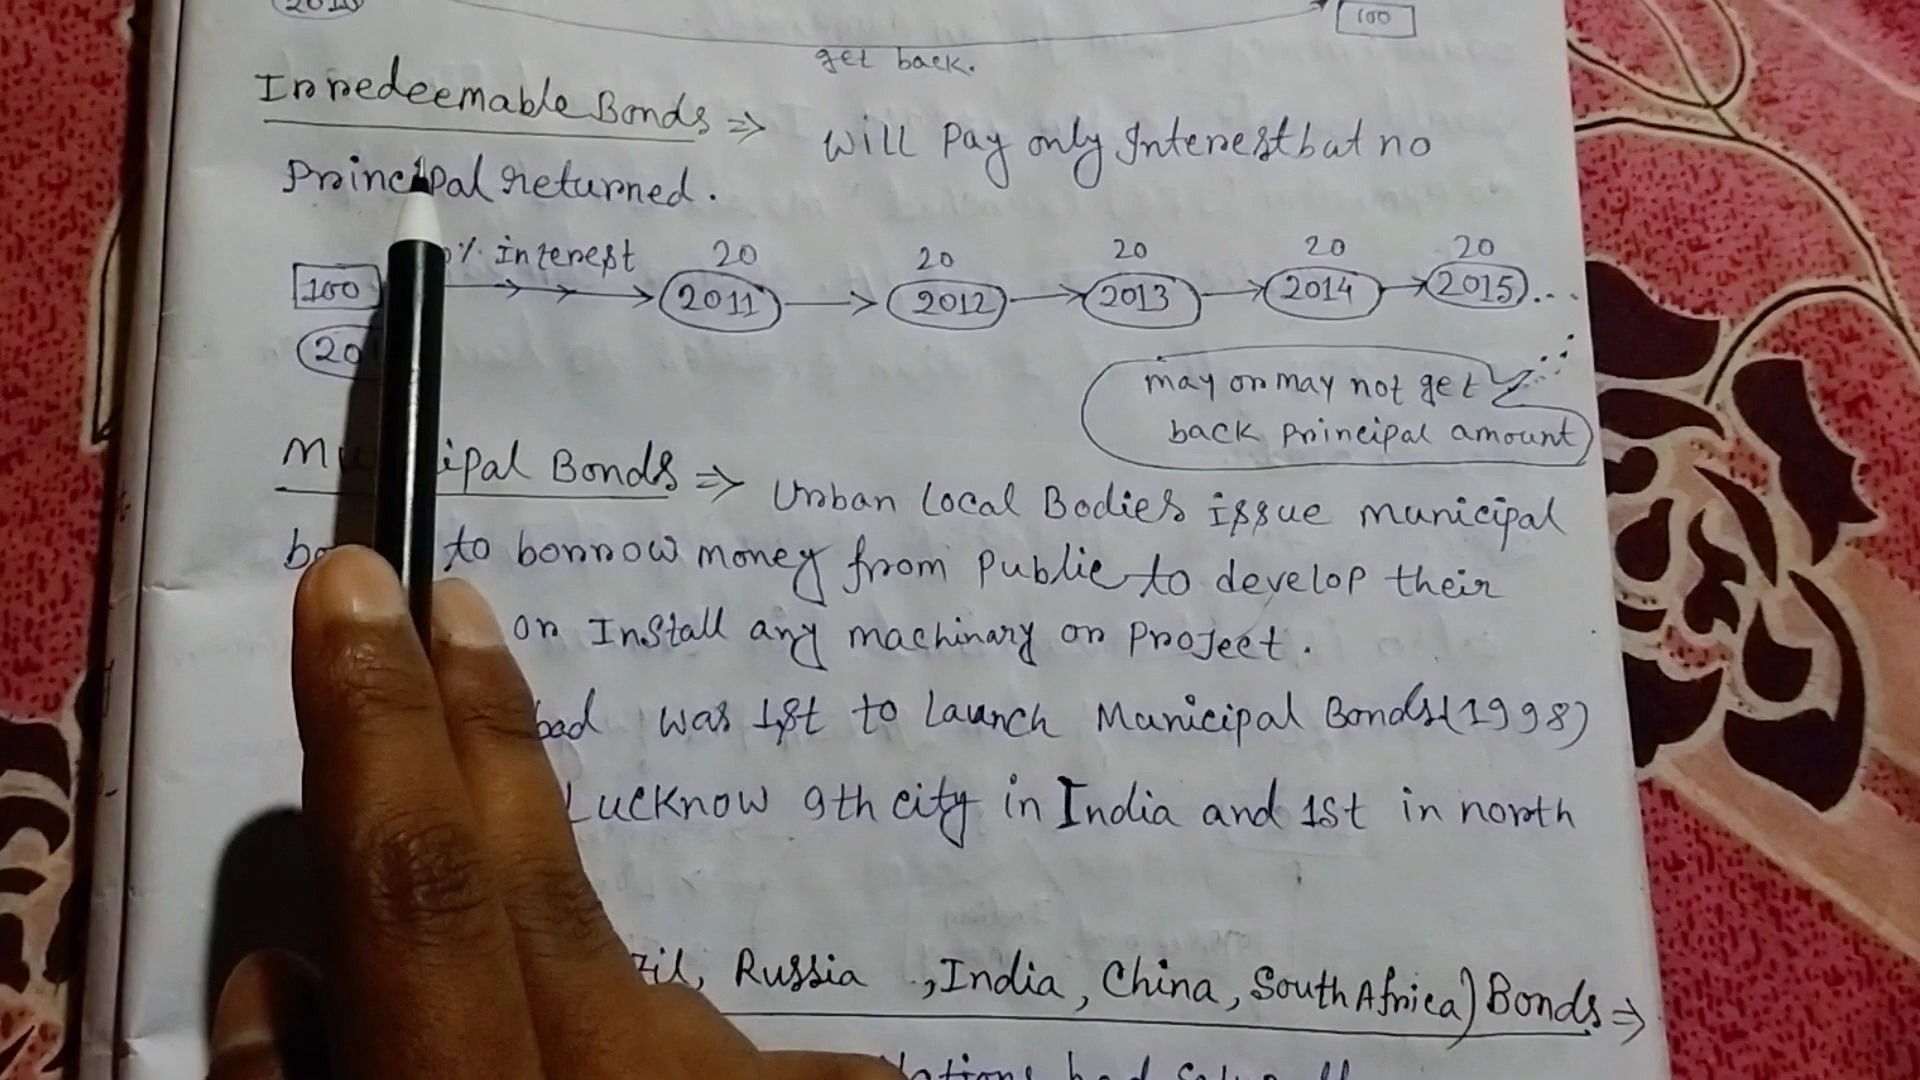 100
get back.
Irredeemable Bonds ⇒ will pay only Interest but no
Principal returned.
% interest 20 20 20 20 20
100 → 2011 → 2012 → 2013 → 2014 → 2015...
may or may not get
back principal amount
Municipal Bonds ⇒ Urban Local Bodies issue municipal
to borrow money from public to develop their
or Install any machinary or Project.
was 1st to Launch Municipal Bonds (1998)
Lucknow 9th city in India and 1st in north
Russia, India, China, South Africa) Bonds ⇒